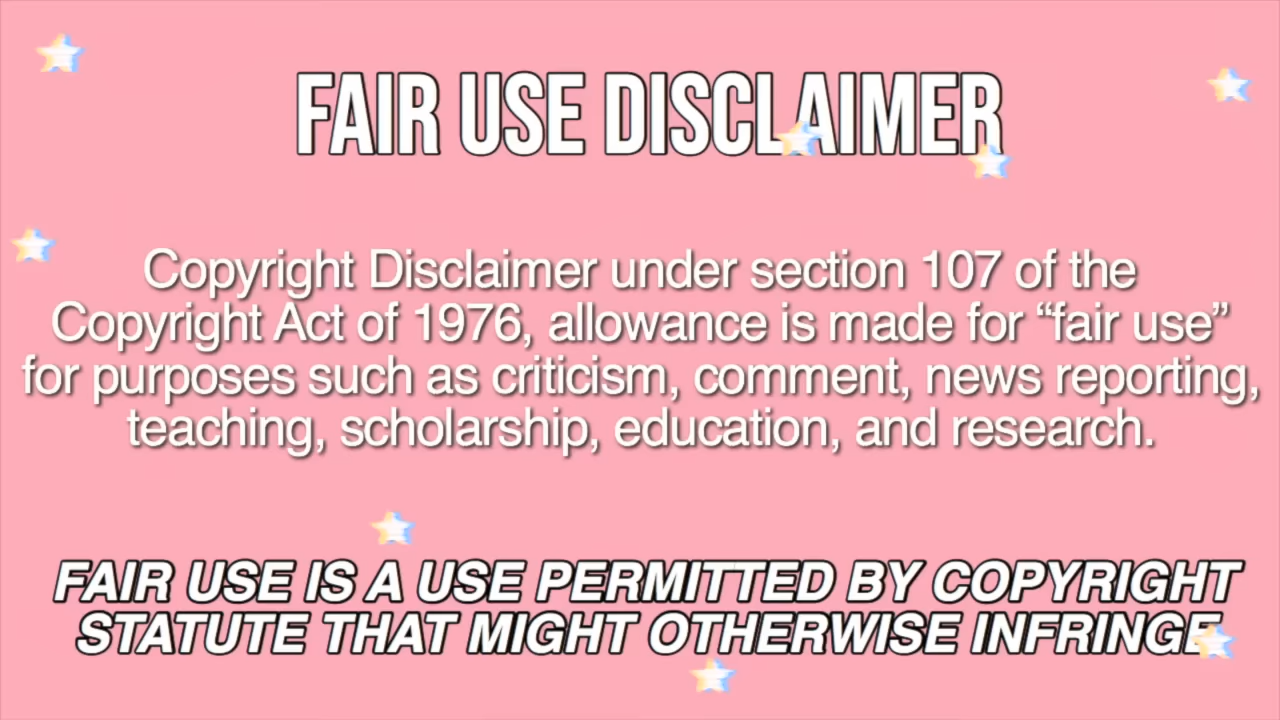 FAIR USE DISCLAIMER
Copyright Disclaimer under section 107 of the
Copyright Act of 1976, allowance is made for “fair use”
for purposes such as criticism, comment, news reporting,
teaching, scholarship, education, and research.
FAIR USE IS A USE PERMITTED BY COPYRIGHT
STATUTE THAT MIGHT OTHERWISE INFRINGE